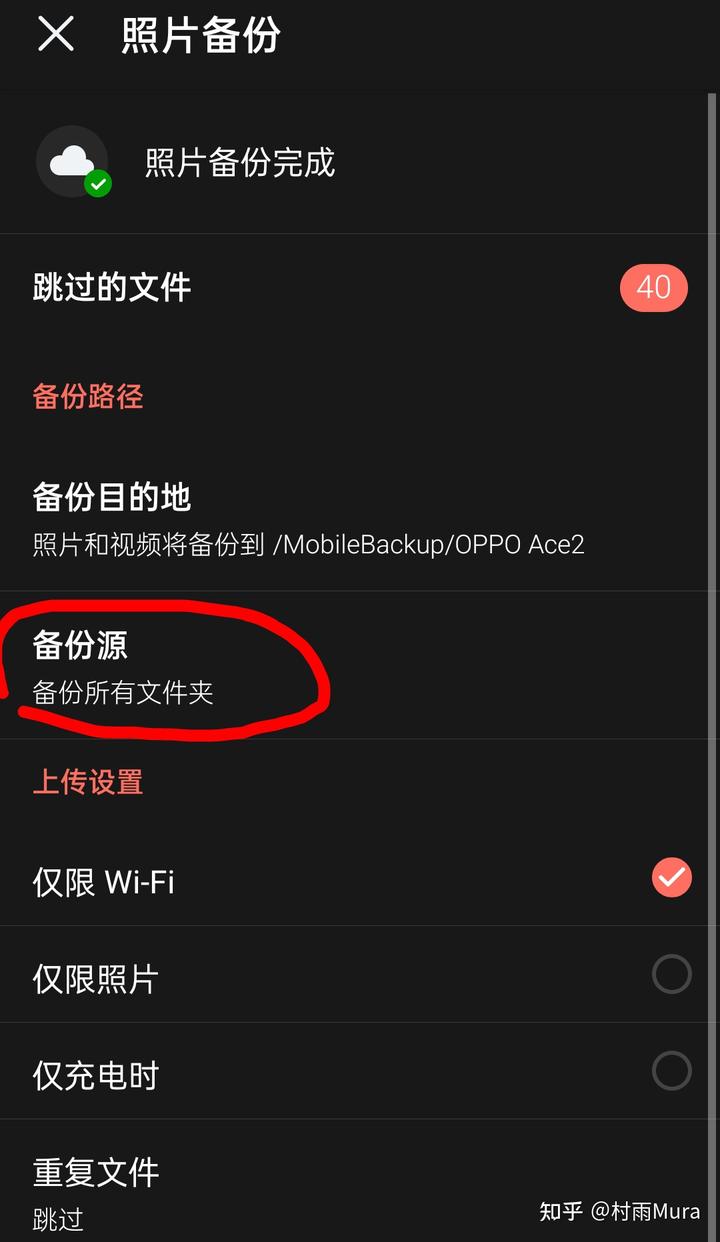 照片备份
照片备份完成
跳过的文件 40
备份路径
备份目的地
照片和视频将备份到 /MobileBackup/OPPO Ace2
备份源
备份所有文件夹
上传设置
仅限 Wi-Fi
仅限照片
仅充电时
重复文件
跳过
知乎 @村雨Mura